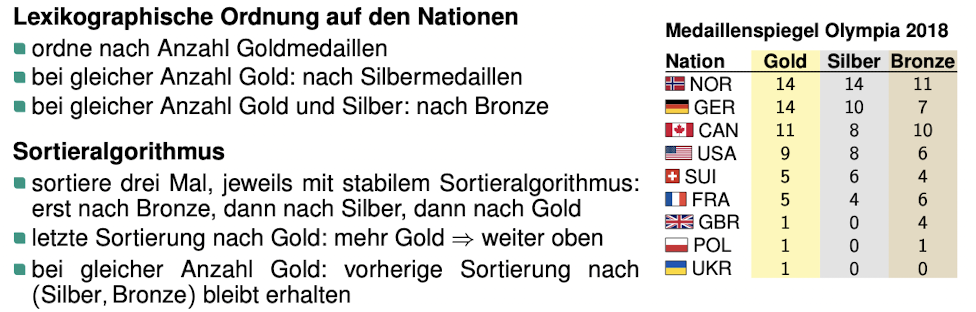 Lexikographische Ordnung auf den Nationen
ordne nach Anzahl Goldmedaillen
bei gleicher Anzahl Gold: nach Silbermedaillen
bei gleicher Anzahl Gold und Silber: nach Bronze
Sortieralgorithmus
sortiere drei Mal, jeweils mit stabilem Sortieralgorithmus:
erst nach Bronze, dann nach Silber, dann nach Gold
letzte Sortierung nach Gold: mehr Gold ⇒ weiter oben
bei gleicher Anzahl Gold: vorherige Sortierung nach
(Silber, Bronze) bleibt erhalten
Medaillenspiegel Olympia 2018
Nation Gold Silber Bronze
NOR 14 14 11
GER 14 10 7
CAN 11 8 10
USA 9 8 6
SUI 5 6 4
FRA 5 4 6
GBR 1 0 4
POL 1 0 1
UKR 1 0 0